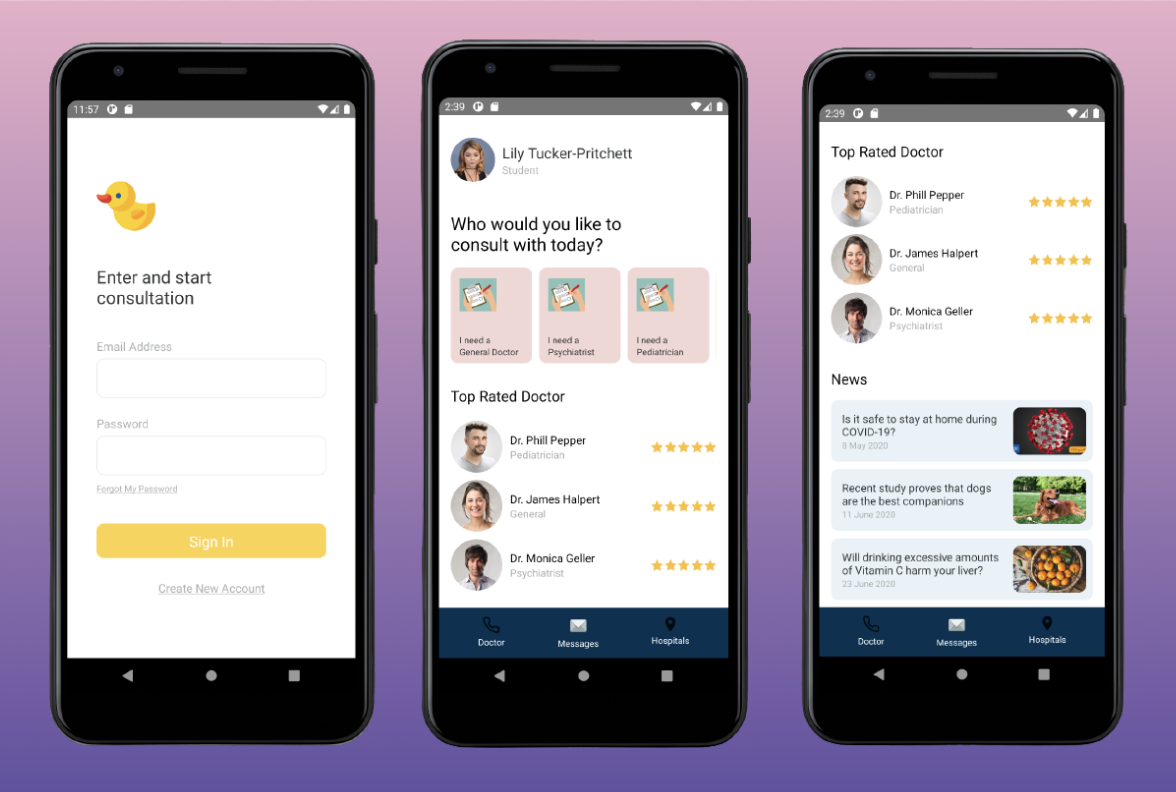 11:57
Enter and start
consultation
Email Address
Password
Forgot My Password
Sign In
Create New Account
2:39
Lily Tucker-Pritchett
Student
Who would you like to
consult with today?
I need a
General Doctor
I need a
Psychiatrist
I need a
Pediatrician
Top Rated Doctor
Dr. Phill Pepper
Pediatrician
Dr. James Halpert
General
Dr. Monica Geller
Psychiatrist
Doctor
Messages
Hospitals
2:39
Top Rated Doctor
Dr. Phill Pepper
Pediatrician
Dr. James Halpert
General
Dr. Monica Geller
Psychiatrist
News
Is it safe to stay at home during
COVID-19?
8 May 2020
Recent study proves that dogs
are the best companions
11 June 2020
Will drinking excessive amounts
of Vitamin C harm your liver?
23 June 2020
Doctor
Messages
Hospitals